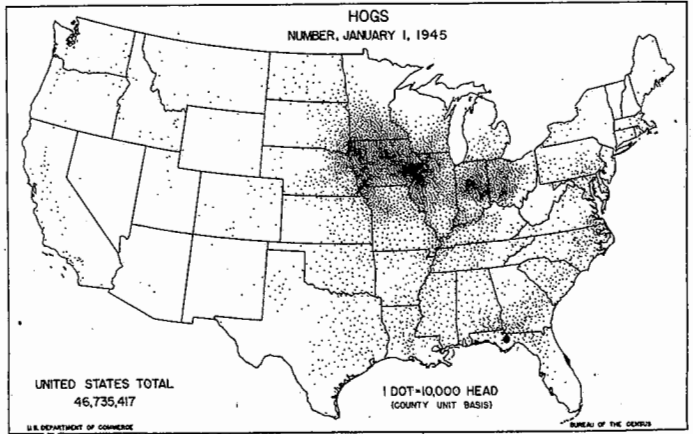 HOGS
NUMBER, JANUARY 1, 1945
UNITED STATES TOTAL
46,735,417
1 DOT=10,000 HEAD
(COUNTY UNIT BASIS)
U.S. DEPARTMENT OF COMMERCE
BUREAU OF THE CENSUS